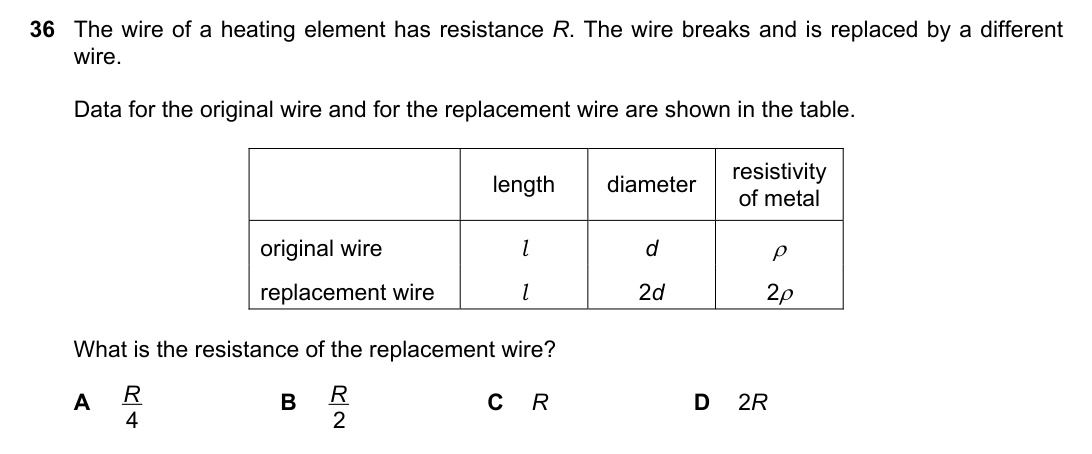 36 The wire of a heating element has resistance R. The wire breaks and is replaced by a different
wire.
Data for the original wire and for the replacement wire are shown in the table.
length diameter resistivity
of metal
original wire l d ρ
replacement wire l 2d 2ρ
What is the resistance of the replacement wire?
A R/4 B R/2 C R D 2R